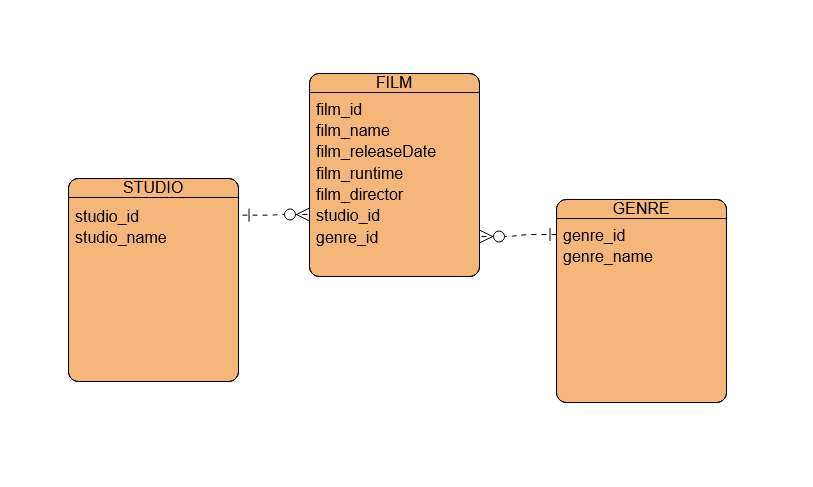 STUDIO
studio_id
studio_name
FILM
film_id
film_name
film_releaseDate
film_runtime
film_director
studio_id
genre_id
GENRE
genre_id
genre_name